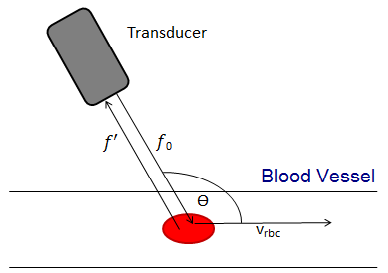 Transducer
f′
f₀
Blood Vessel
Θ
vᵣbc